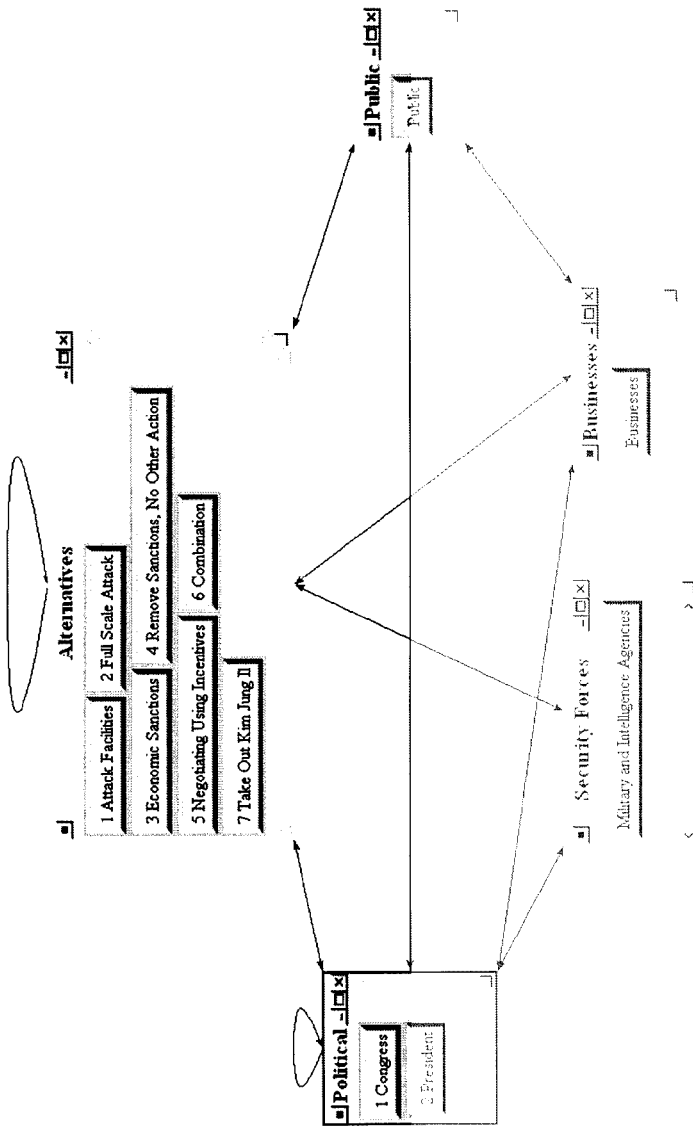 Alternatives
1 Attack Facilities
2 Full Scale Attack
3 Economic Sanctions
4 Remove Sanctions, No Other Action
5 Negotiating Using Incentives
6 Combination
7 Take Out Kim Jung Il
Political
1 Congress
2 President
Public
Public
Security Forces
Military and Intelligence Agencies
Businesses
Businesses